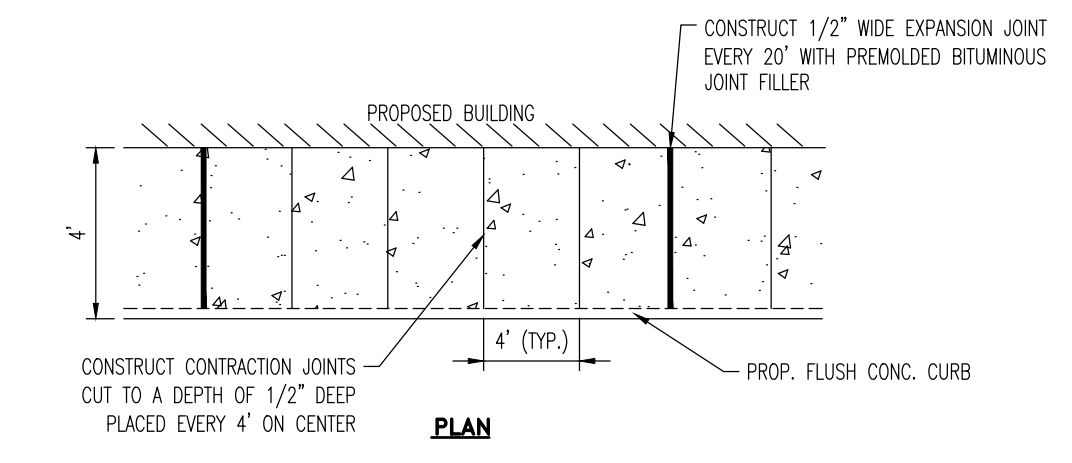 CONSTRUCT 1/2" WIDE EXPANSION JOINT
EVERY 20' WITH PREMOLDED BITUMINOUS
JOINT FILLER
PROPOSED BUILDING
4'
4' (TYP.)
CONSTRUCT CONTRACTION JOINTS
CUT TO A DEPTH OF 1/2" DEEP
PLACED EVERY 4' ON CENTER
PROP. FLUSH CONC. CURB
PLAN